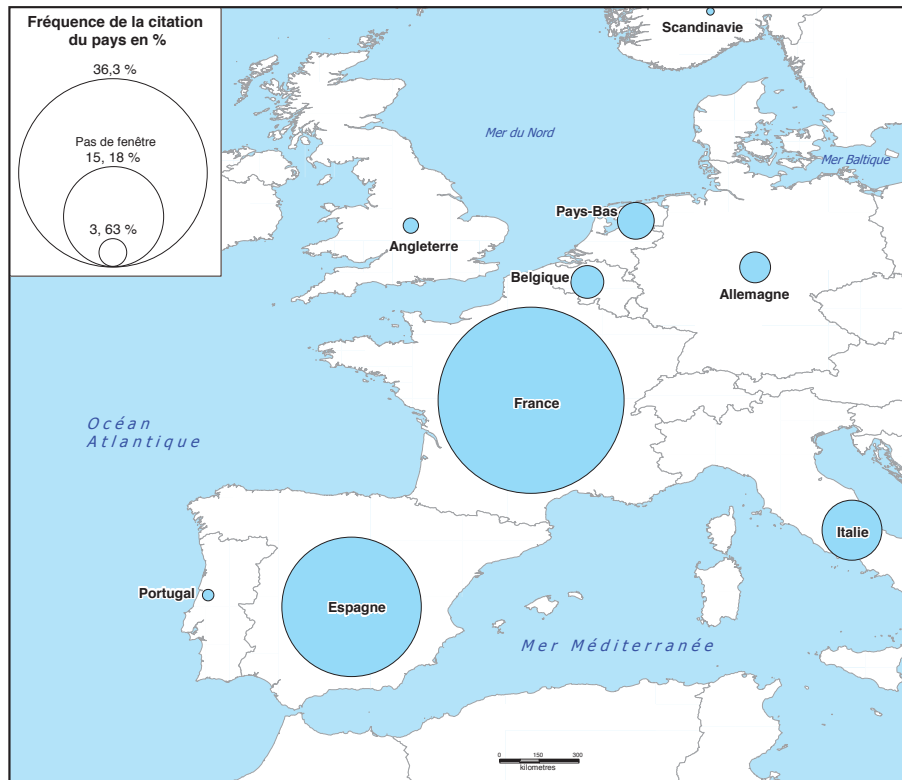 Fréquence de la citation
du pays en %
36,3 %
Pas de fenêtre
15, 18 %
3, 63 %
Scandinavie
Mer du Nord
Mer Baltique
Pays-Bas
Angleterre
Belgique
Allemagne
France
Océan
Atlantique
Italie
Portugal
Espagne
Mer Méditerranée
0 150 300
kilometres